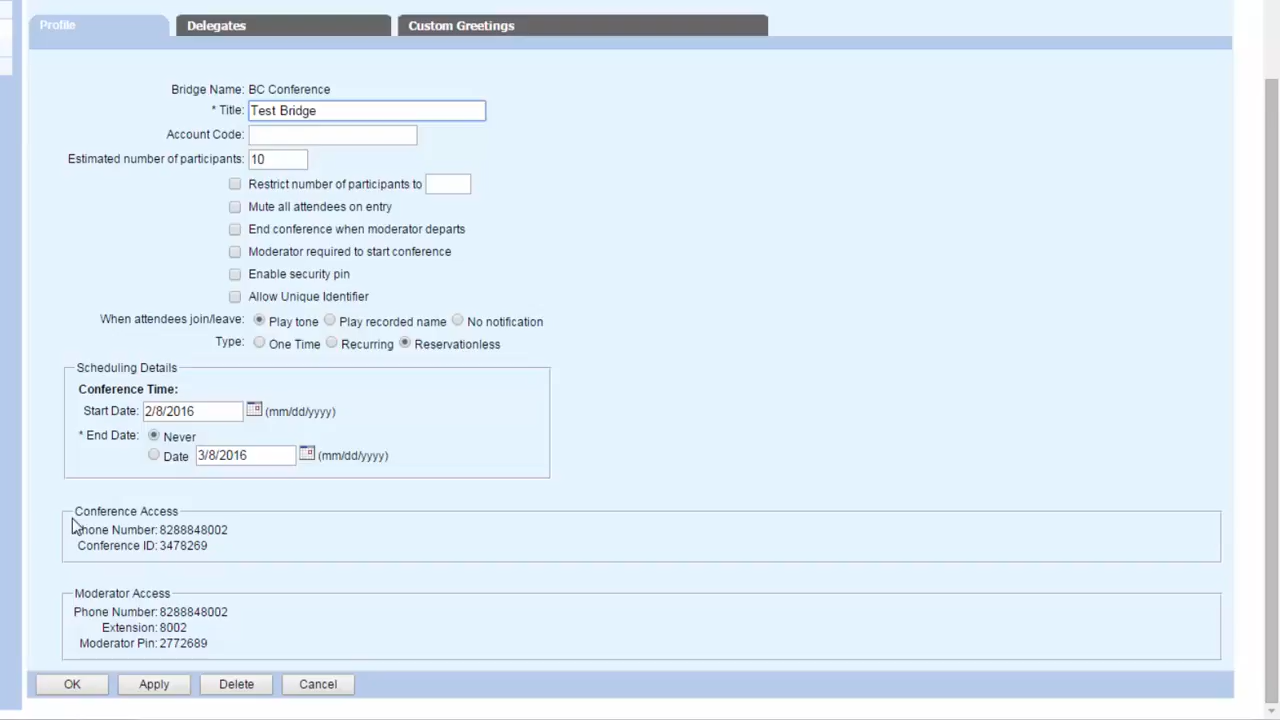 Profile Delegates Custom Greetings
Bridge Name: BC Conference
* Title: Test Bridge
Account Code:
Estimated number of participants: 10
Restrict number of participants to
Mute all attendees on entry
End conference when moderator departs
Moderator required to start conference
Enable security pin
Allow Unique Identifier
When attendees join/leave: Play tone Play recorded name No notification
Type: One Time Recurring Reservationless
Scheduling Details
Conference Time:
Start Date: 2/8/2016 (mm/dd/yyyy)
* End Date: Never
Date 3/8/2016 (mm/dd/yyyy)
Conference Access
Phone Number: 8288848002
Conference ID: 3478269
Moderator Access
Phone Number: 8288848002
Extension: 8002
Moderator Pin: 2772689
OK Apply Delete Cancel